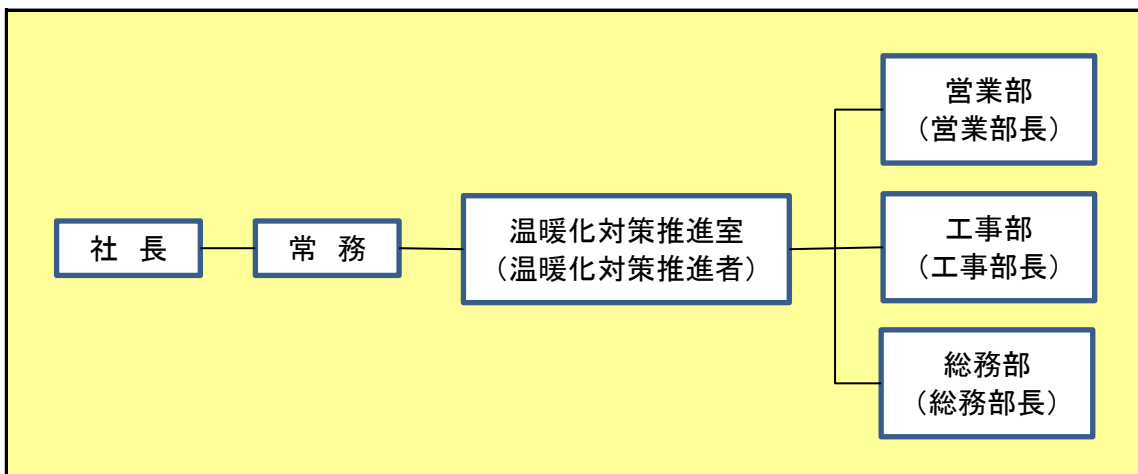 社　長
常　務
温暖化対策推進室
（温暖化対策推進者）
営業部
（営業部長）
工事部
（工事部長）
総務部
（総務部長）